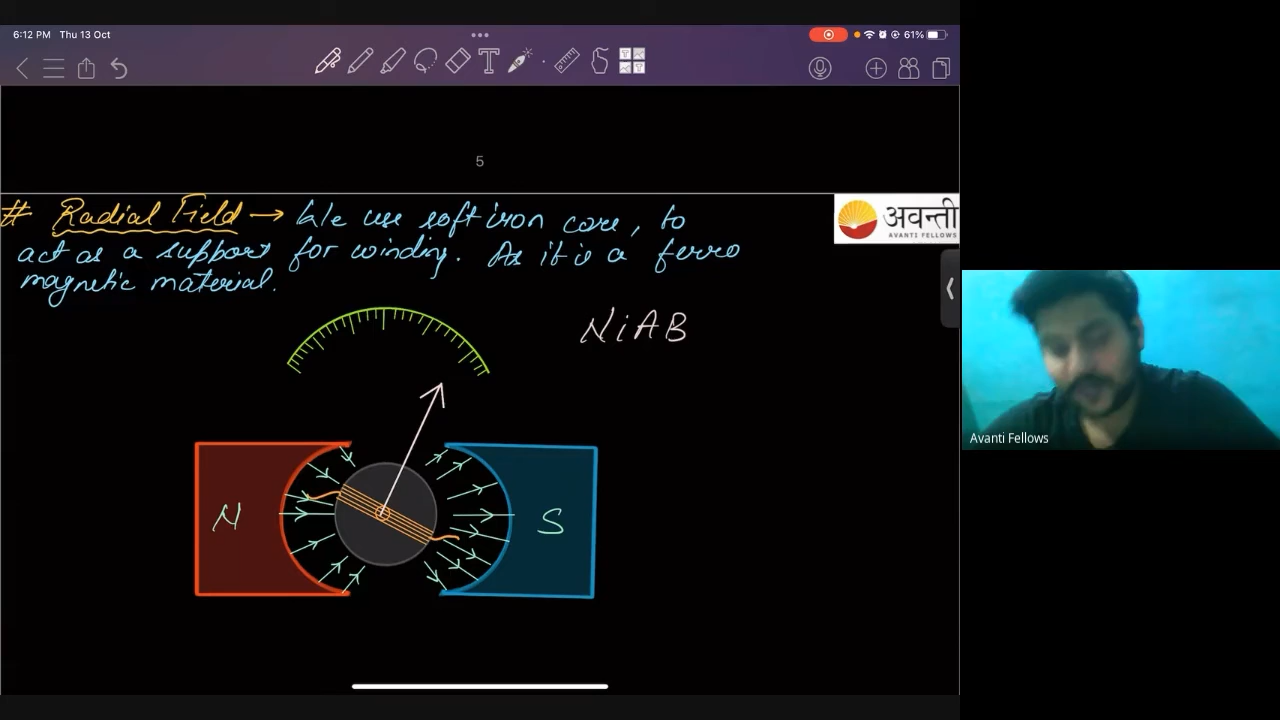 6:12 PM Thu 13 Oct
61%
5
# Radial Field → We use soft iron core, to
act as a support for winding. As it is a ferro
magnetic material.
अवन्ती
AVANTI FELLOWS
NiAB
N
S
Avanti Fellows